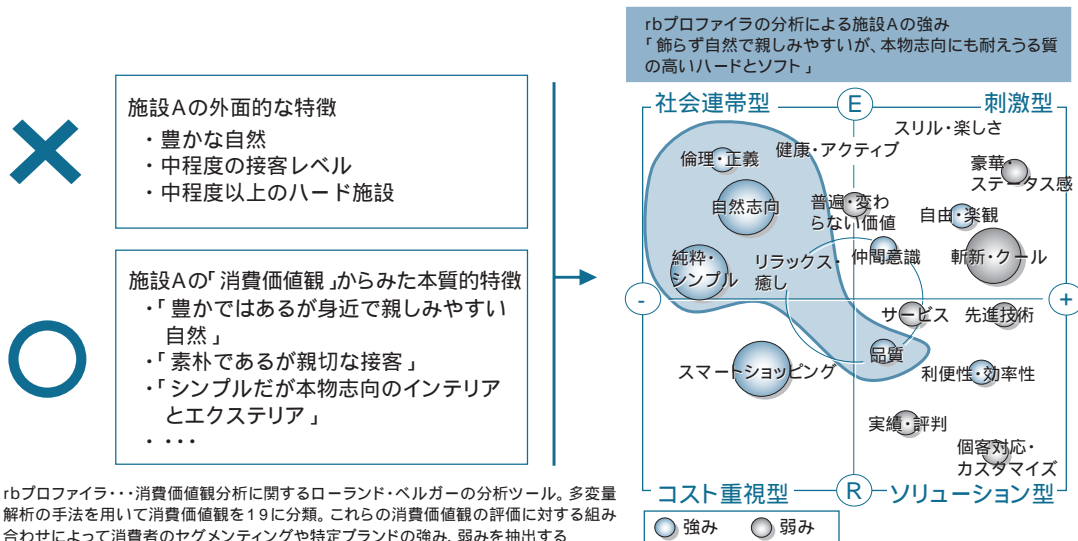 rbプロファイラの分析による施設Aの強み
「飾らず自然で親しみやすいが、本物志向にも耐えうる質
の高いハードとソフト」
施設Aの外面的な特徴
・豊かな自然
・中程度の接客レベル
・中程度以上のハード施設
施設Aの「消費価値観」からみた本質的特徴
・「豊かではあるが身近で親しみやすい
自然」
・「素朴であるが親切な接客」
・「シンプルだが本物志向のインテリア
とエクステリア」
・・・・
社会連帯型
E
刺激型
スリル・楽しさ
倫理・正義
健康・アクティブ
豪華・
ステータス感
自然志向
普遍・変わ
らない価値
自由・楽観
純粋・
シンプル
リラックス・
癒し
仲間意識
斬新・クール
-
+
サービス
先進技術
スマートショッピング
品質
利便性・効率性
実績・評判
個客対応・
カスタマイズ
コスト重視型
R
ソリューション型
強み
弱み
rbプロファイラ・・・消費価値観分析に関するローランド・ベルガーの分析ツール。多変量
解析の手法を用いて消費価値観を19に分類。これらの消費価値観の評価に対する組み
合わせによって消費者のセグメンティングや特定ブランドの強み、弱みを抽出する